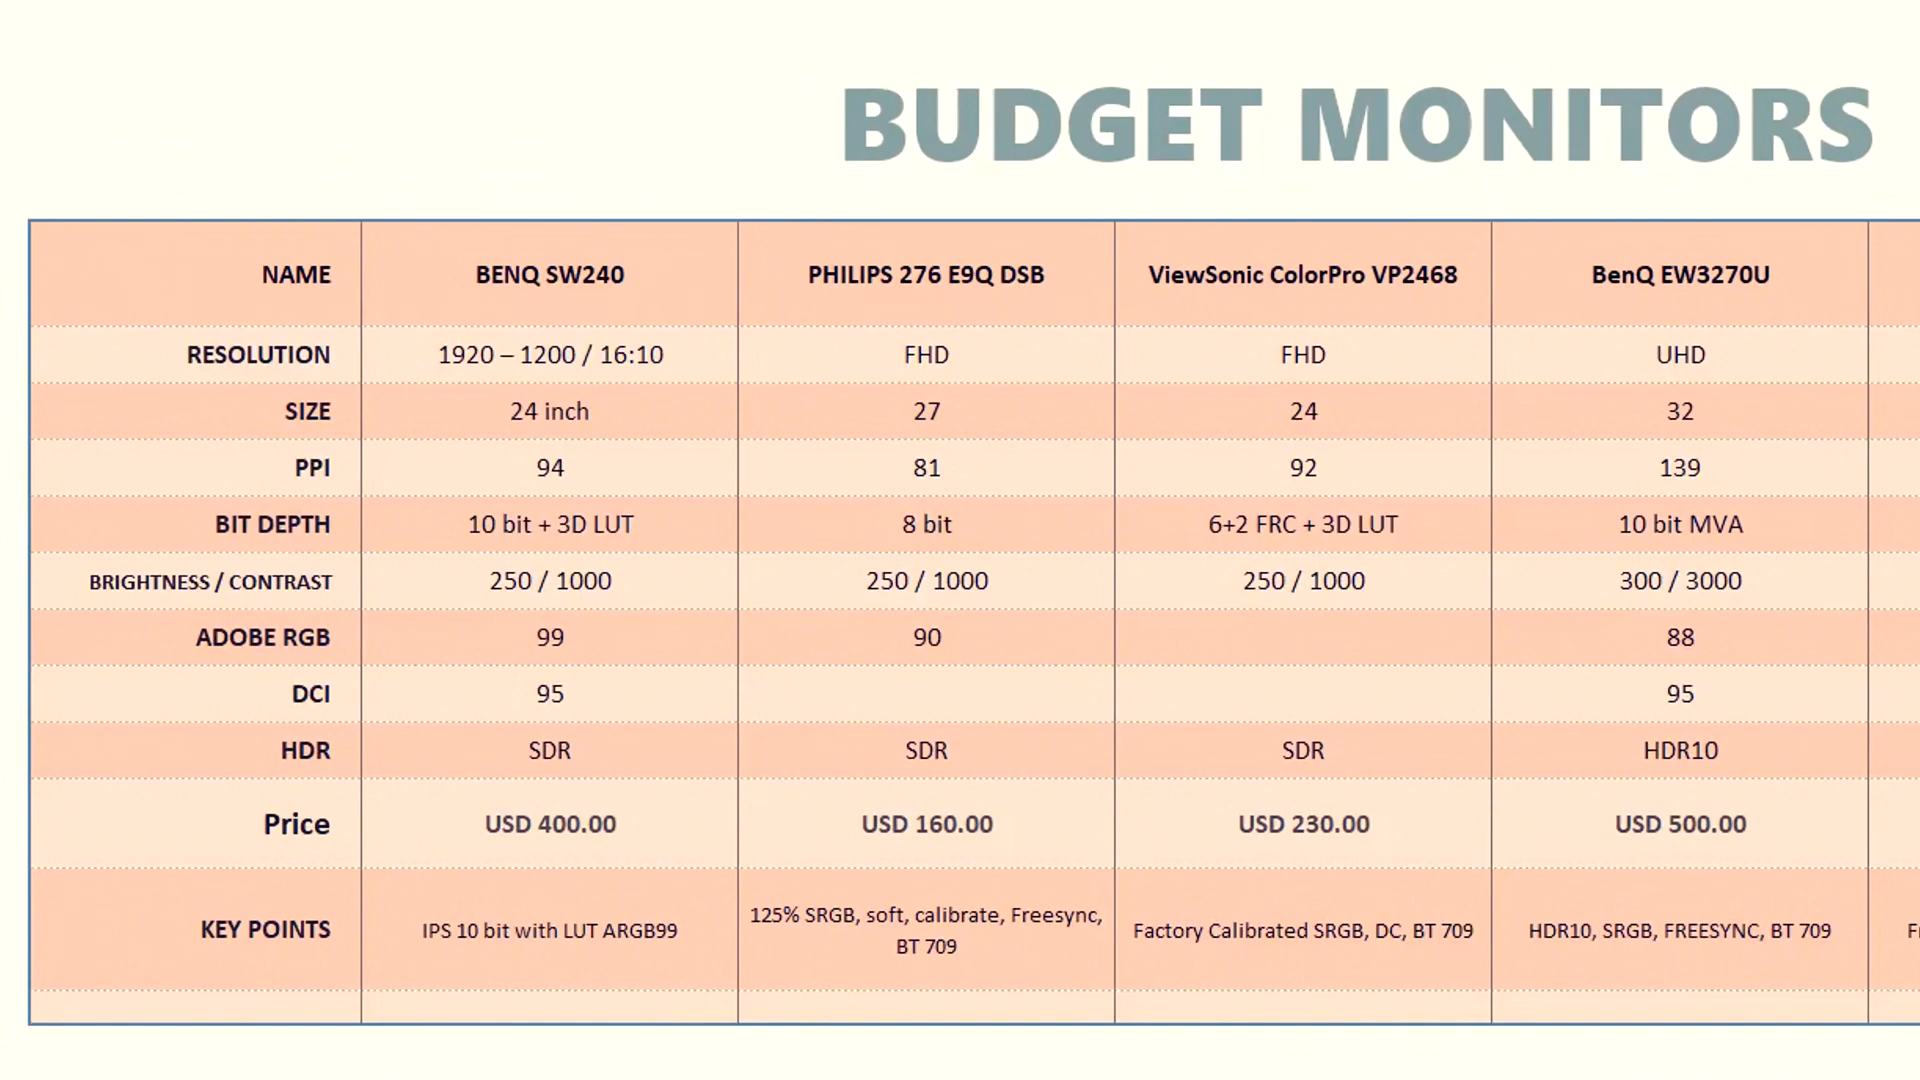 BUDGET MONITORS
NAME BENQ SW240 PHILIPS 276 E9Q DSB ViewSonic ColorPro VP2468 BenQ EW3270U
RESOLUTION 1920 – 1200 / 16:10 FHD FHD UHD
SIZE 24 inch 27 24 32
PPI 94 81 92 139
BIT DEPTH 10 bit + 3D LUT 8 bit 6+2 FRC + 3D LUT 10 bit MVA
BRIGHTNESS / CONTRAST 250 / 1000 250 / 1000 250 / 1000 300 / 3000
ADOBE RGB 99 90 88
DCI 95 95
HDR SDR SDR SDR HDR10
Price USD 400.00 USD 160.00 USD 230.00 USD 500.00
KEY POINTS IPS 10 bit with LUT ARGB99 125% SRGB, soft, calibrate, Freesync, BT 709 Factory Calibrated SRGB, DC, BT 709 HDR10, SRGB, FREESYNC, BT 709